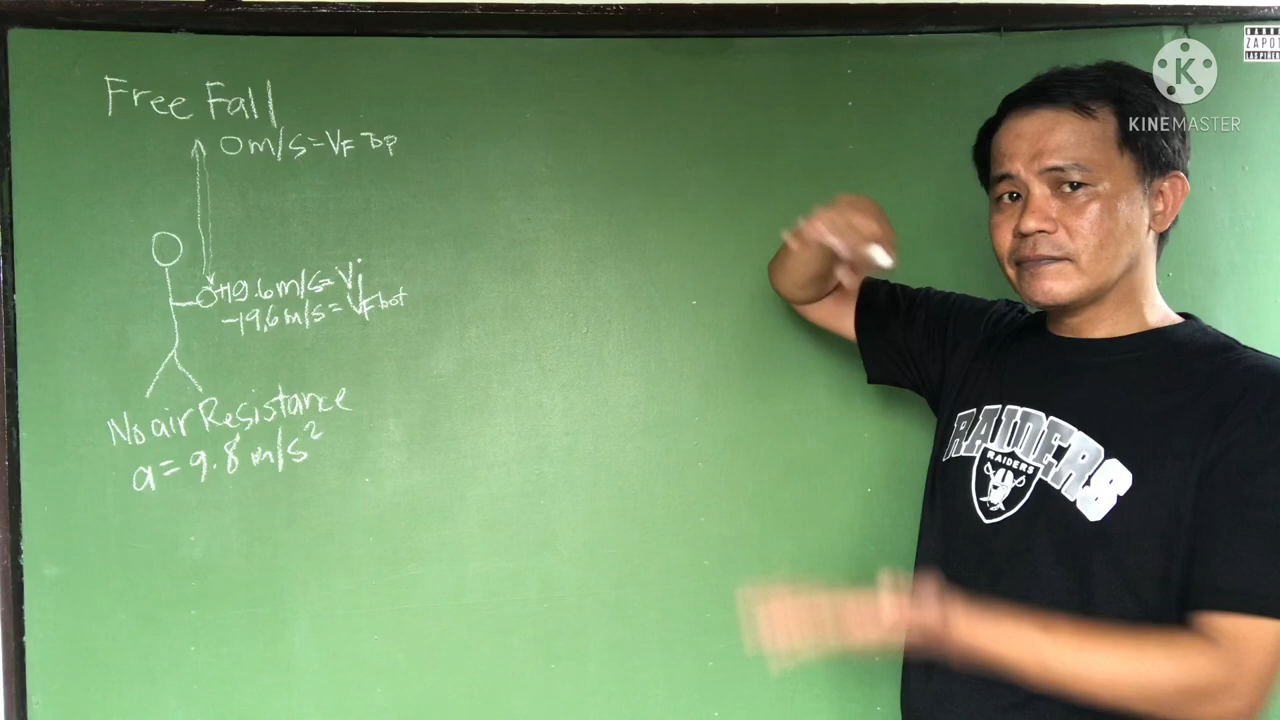 Free Fall
0 m/s = VF Top
+19.6 m/s = Vi
-19.6 m/s = VF bot
No air Resistance
a = 9.8 m/s²
RAIDERS
RAIDERS
K
KINEMASTER
ZAPOT